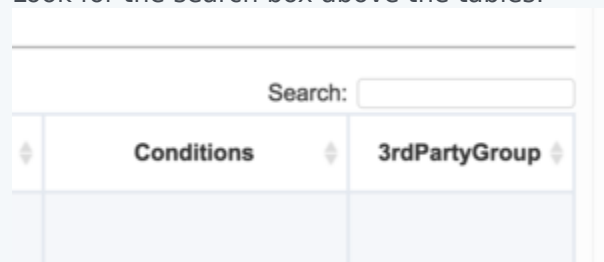 Look for the search box above the tables.
Search:
Conditions 3rdPartyGroup